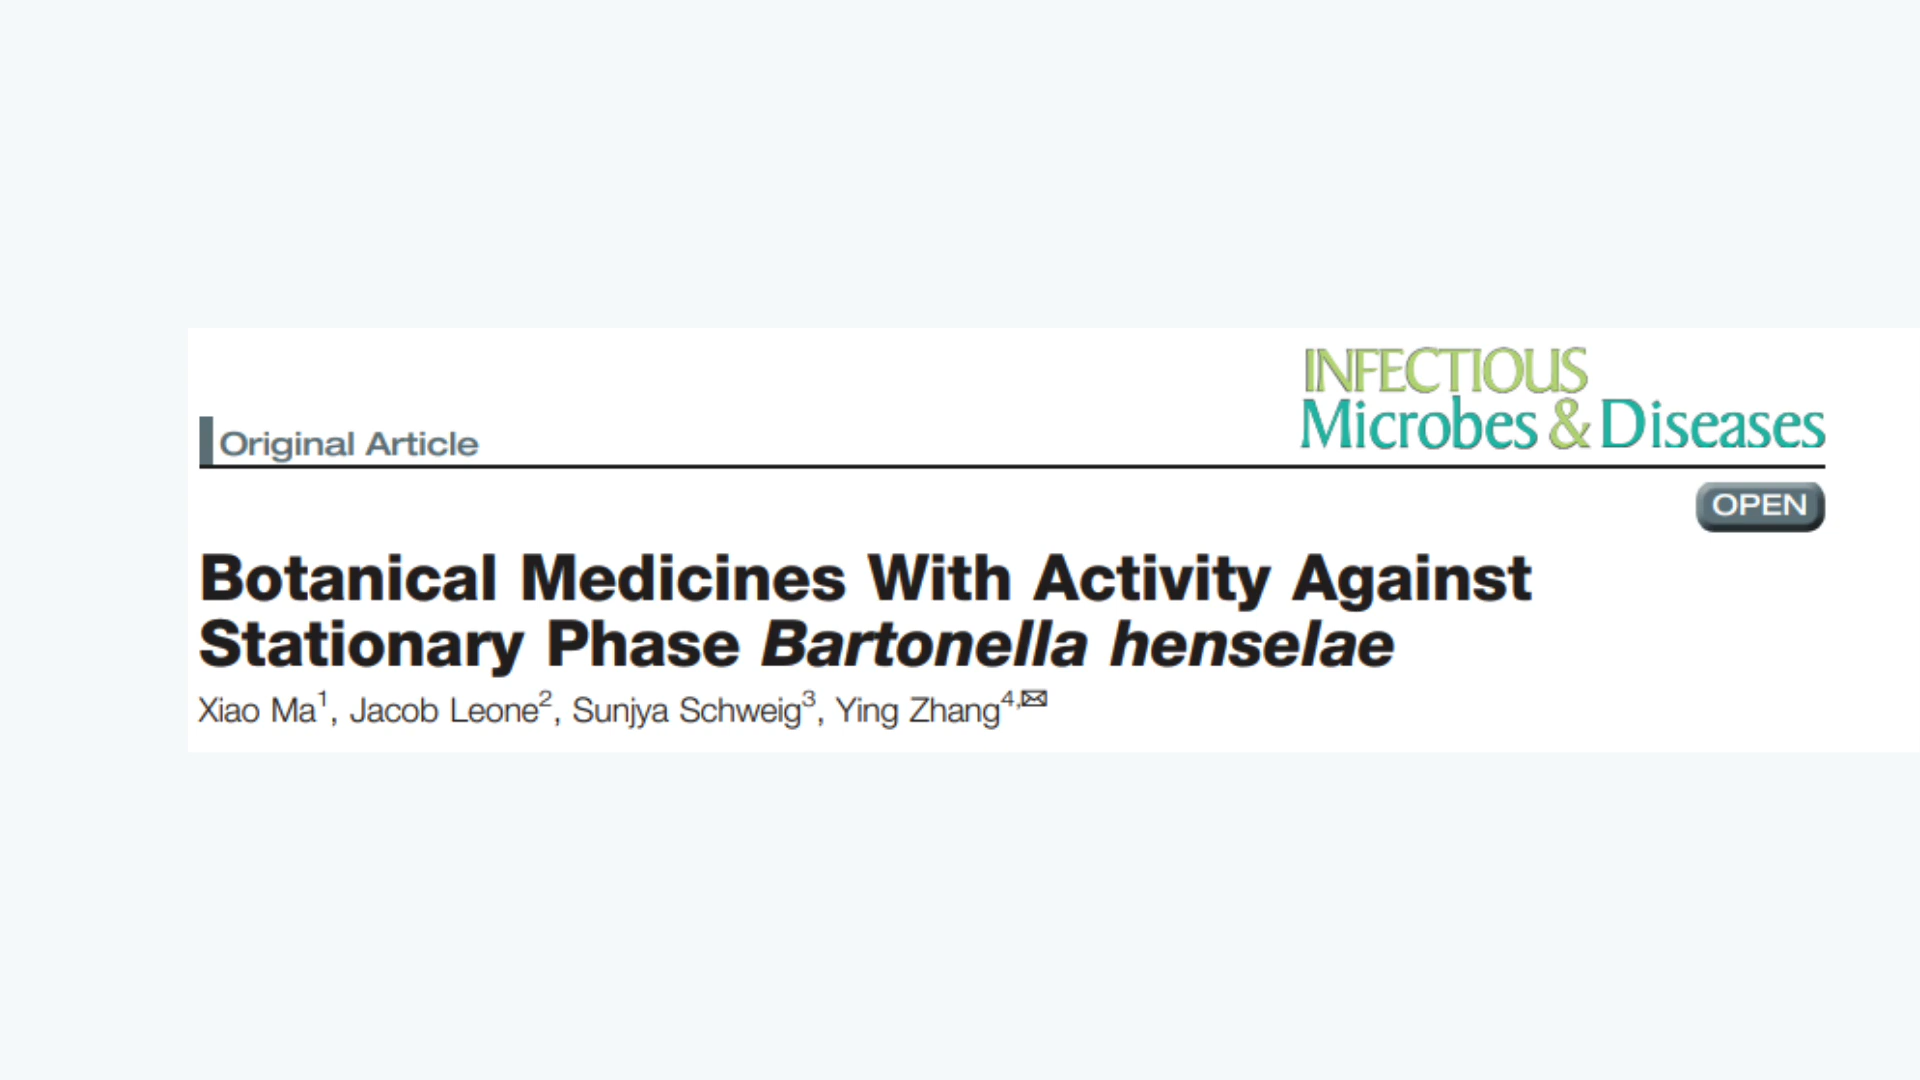 INFECTIOUS
Microbes & Diseases
Original Article
OPEN
Botanical Medicines With Activity Against
Stationary Phase Bartonella henselae
Xiao Ma1, Jacob Leone2, Sunjya Schweig3, Ying Zhang4,✉